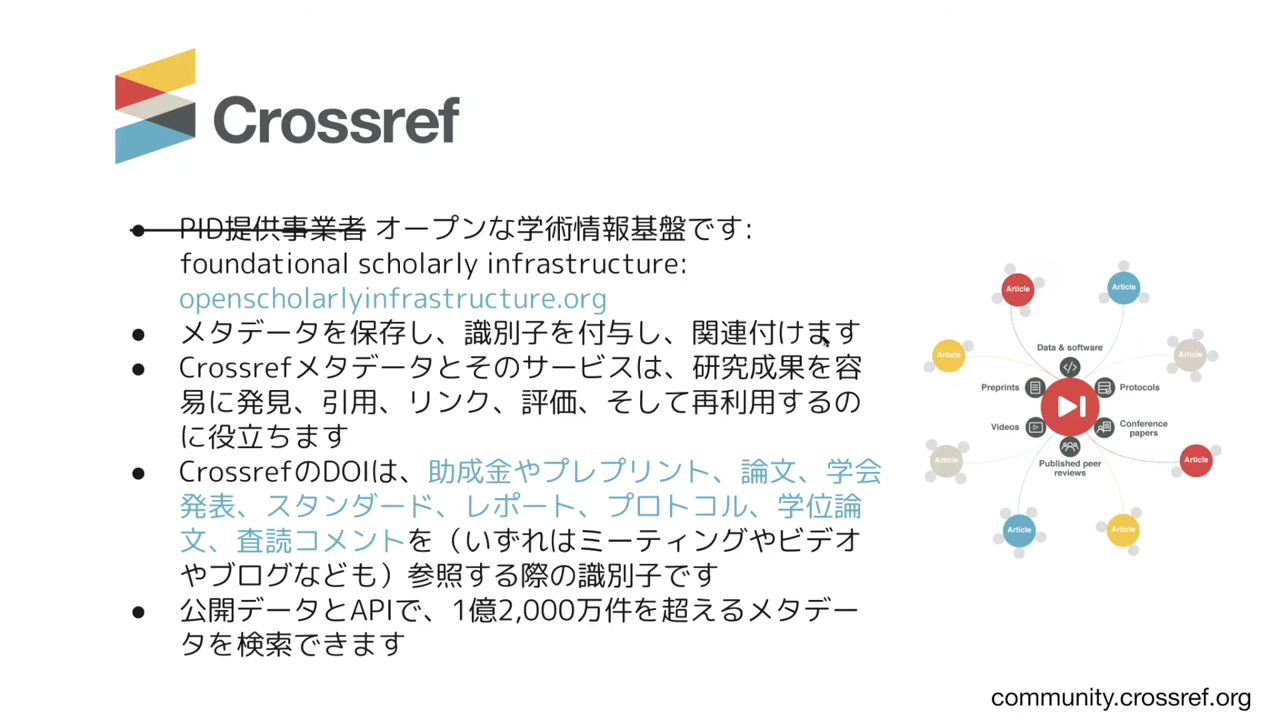 Crossref
● PID提供事業者 オープンな学術情報基盤です:
foundational scholarly infrastructure:
openscholarlyinfrastructure.org
● メタデータを保存し、識別子を付与し、関連付けます
● Crossrefメタデータとそのサービスは、研究成果を容
易に発見、引用、リンク、評価、そして再利用するの
に役立ちます
● CrossrefのDOIは、助成金やプレプリント、論文、学会
発表、スタンダード、レポート、プロトコル、学位論
文、査読コメントを（いずれはミーティングやビデオ
やブログなども）参照する際の識別子です
● 公開データとAPIで、1億2,000万件を超えるメタデー
タを検索できます
Article
Article
Article
Article
Data & software
Preprints
Protocols
Videos
Conference
papers
Published peer
reviews
Article
Article
Article
Article
community.crossref.org